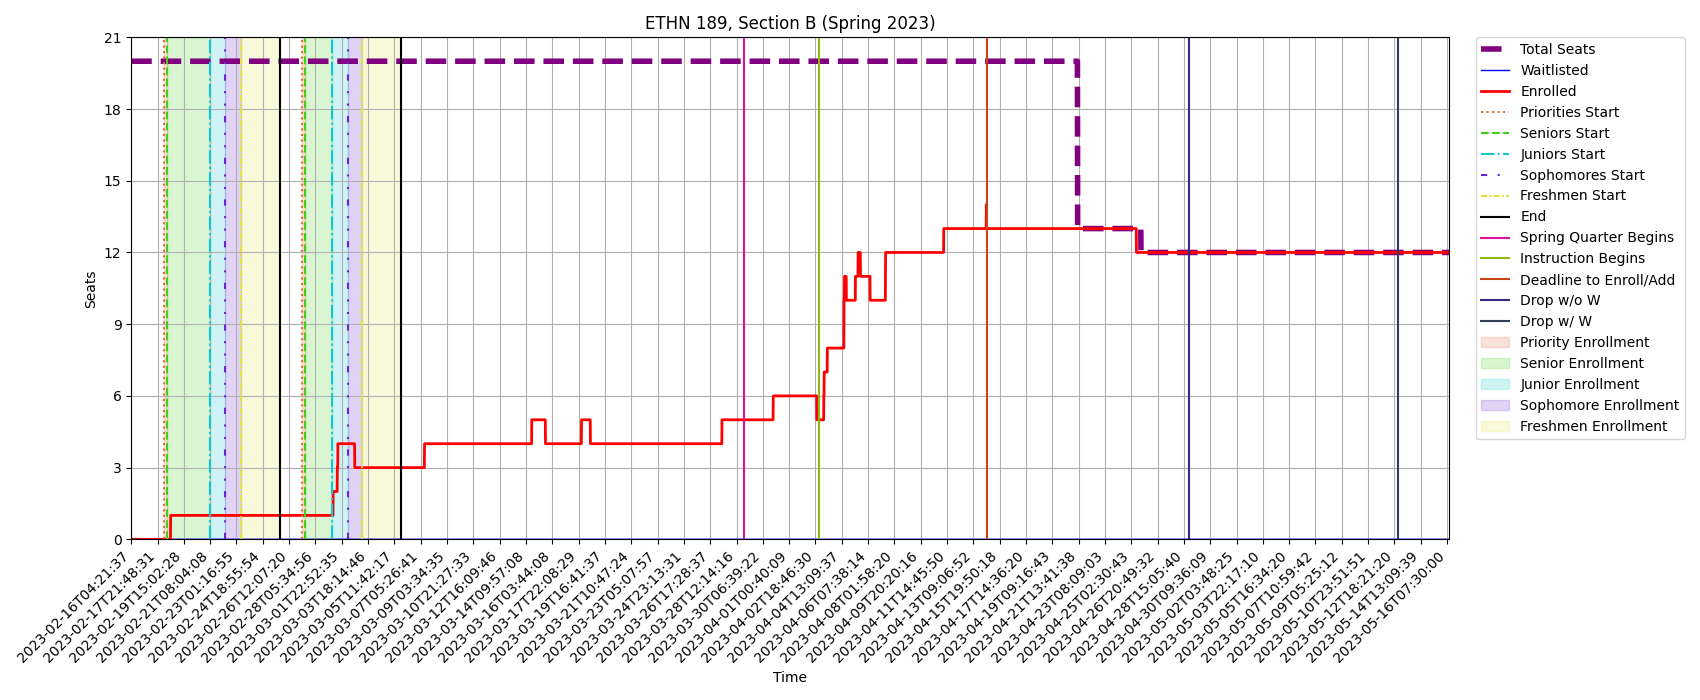 ETHN 189, Section B (Spring 2023)
21
18
15
12
9
6
3
0
Seats
2023-02-16T04:21:37
2023-02-17T21:48:31
2023-02-19T15:02:28
2023-02-21T08:04:08
2023-02-23T01:16:55
2023-02-24T18:55:54
2023-02-26T12:07:20
2023-02-28T05:34:56
2023-03-01T22:52:35
2023-03-03T18:14:46
2023-03-05T11:42:17
2023-03-07T05:26:41
2023-03-09T03:34:35
2023-03-10T21:27:33
2023-03-12T16:09:46
2023-03-14T09:57:08
2023-03-16T03:44:08
2023-03-17T22:08:29
2023-03-19T16:41:37
2023-03-21T10:47:24
2023-03-23T05:07:57
2023-03-24T23:13:31
2023-03-26T17:28:37
2023-03-28T12:14:16
2023-03-30T06:39:22
2023-04-01T00:40:09
2023-04-02T18:46:30
2023-04-04T13:09:37
2023-04-06T07:38:14
2023-04-08T01:58:20
2023-04-09T20:20:16
2023-04-11T14:45:50
2023-04-13T09:06:52
2023-04-15T19:50:18
2023-04-17T14:36:20
2023-04-19T09:16:43
2023-04-21T13:41:38
2023-04-23T08:09:03
2023-04-25T02:30:43
2023-04-26T20:49:32
2023-04-28T15:05:40
2023-04-30T09:36:09
2023-05-02T03:48:25
2023-05-03T22:17:10
2023-05-05T16:34:20
2023-05-07T10:59:42
2023-05-09T05:25:12
2023-05-10T23:51:51
2023-05-12T18:21:20
2023-05-14T13:09:39
2023-05-16T07:30:00
Time
Total Seats
Waitlisted
Enrolled
Priorities Start
Seniors Start
Juniors Start
Sophomores Start
Freshmen Start
End
Spring Quarter Begins
Instruction Begins
Deadline to Enroll/Add
Drop w/o W
Drop w/ W
Priority Enrollment
Senior Enrollment
Junior Enrollment
Sophomore Enrollment
Freshmen Enrollment